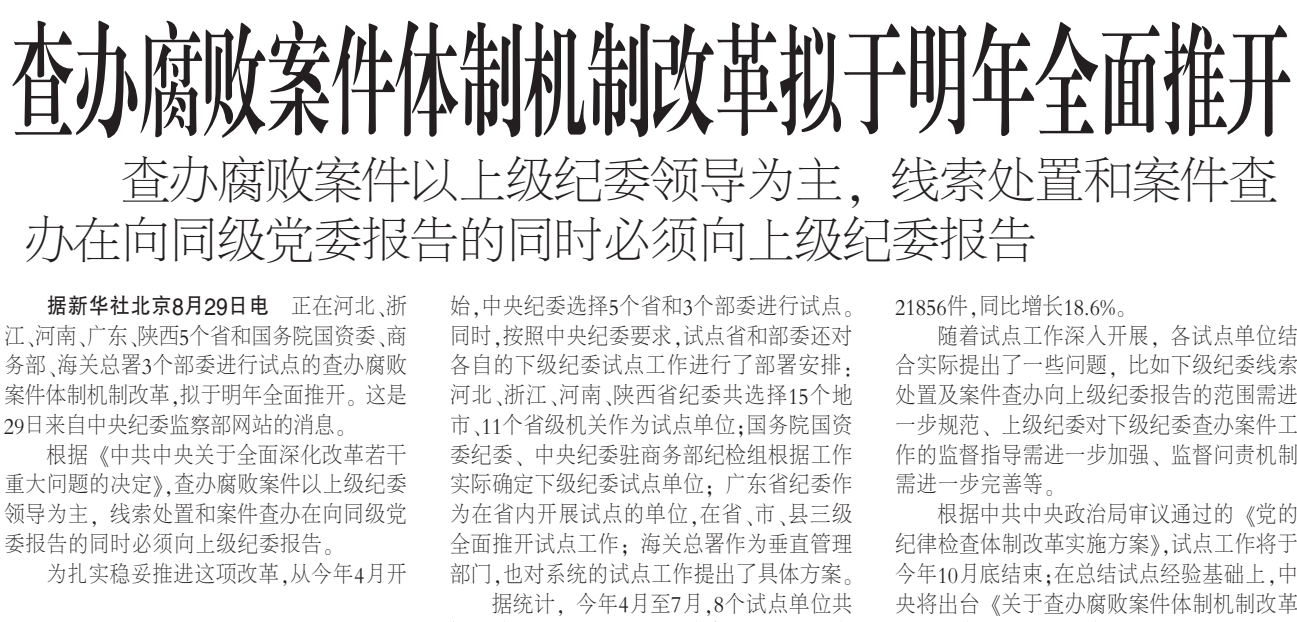 查办腐败案件体制机制改革拟于明年全面推开
查办腐败案件以上级纪委领导为主，线索处置和案件查
办在向同级党委报告的同时必须向上级纪委报告
据新华社北京8月29日电 正在河北、浙
江、河南、广东、陕西5个省和国务院国资委、商
务部、海关总署3个部委进行试点的查办腐败
案件体制机制改革,拟于明年全面推开。这是
29日来自中央纪委监察部网站的消息。
根据《中共中央关于全面深化改革若干
重大问题的决定》,查办腐败案件以上级纪委
领导为主，线索处置和案件查办在向同级党
委报告的同时必须向上级纪委报告。
为扎实稳妥推进这项改革,从今年4月开
始,中央纪委选择5个省和3个部委进行试点。
同时,按照中央纪委要求,试点省和部委还对
各自的下级纪委试点工作进行了部署安排：
河北、浙江、河南、陕西省纪委共选择15个地
市、11个省级机关作为试点单位;国务院国资
委纪委、中央纪委驻商务部纪检组根据工作
实际确定下级纪委试点单位；广东省纪委作
为在省内开展试点的单位,在省、市、县三级
全面推开试点工作；海关总署作为垂直管理
部门,也对系统的试点工作提出了具体方案。
据统计，今年4月至7月,8个试点单位共
21856件,同比增长18.6%。
随着试点工作深入开展，各试点单位结
合实际提出了一些问题，比如下级纪委线索
处置及案件查办向上级纪委报告的范围需进
一步规范、上级纪委对下级纪委查办案件工
作的监督指导需进一步加强、监督问责机制
需进一步完善等。
根据中共中央政治局审议通过的《党的
纪律检查体制改革实施方案》,试点工作将于
今年10月底结束;在总结试点经验基础上,中
央将出台《关于查办腐败案件体制机制改革